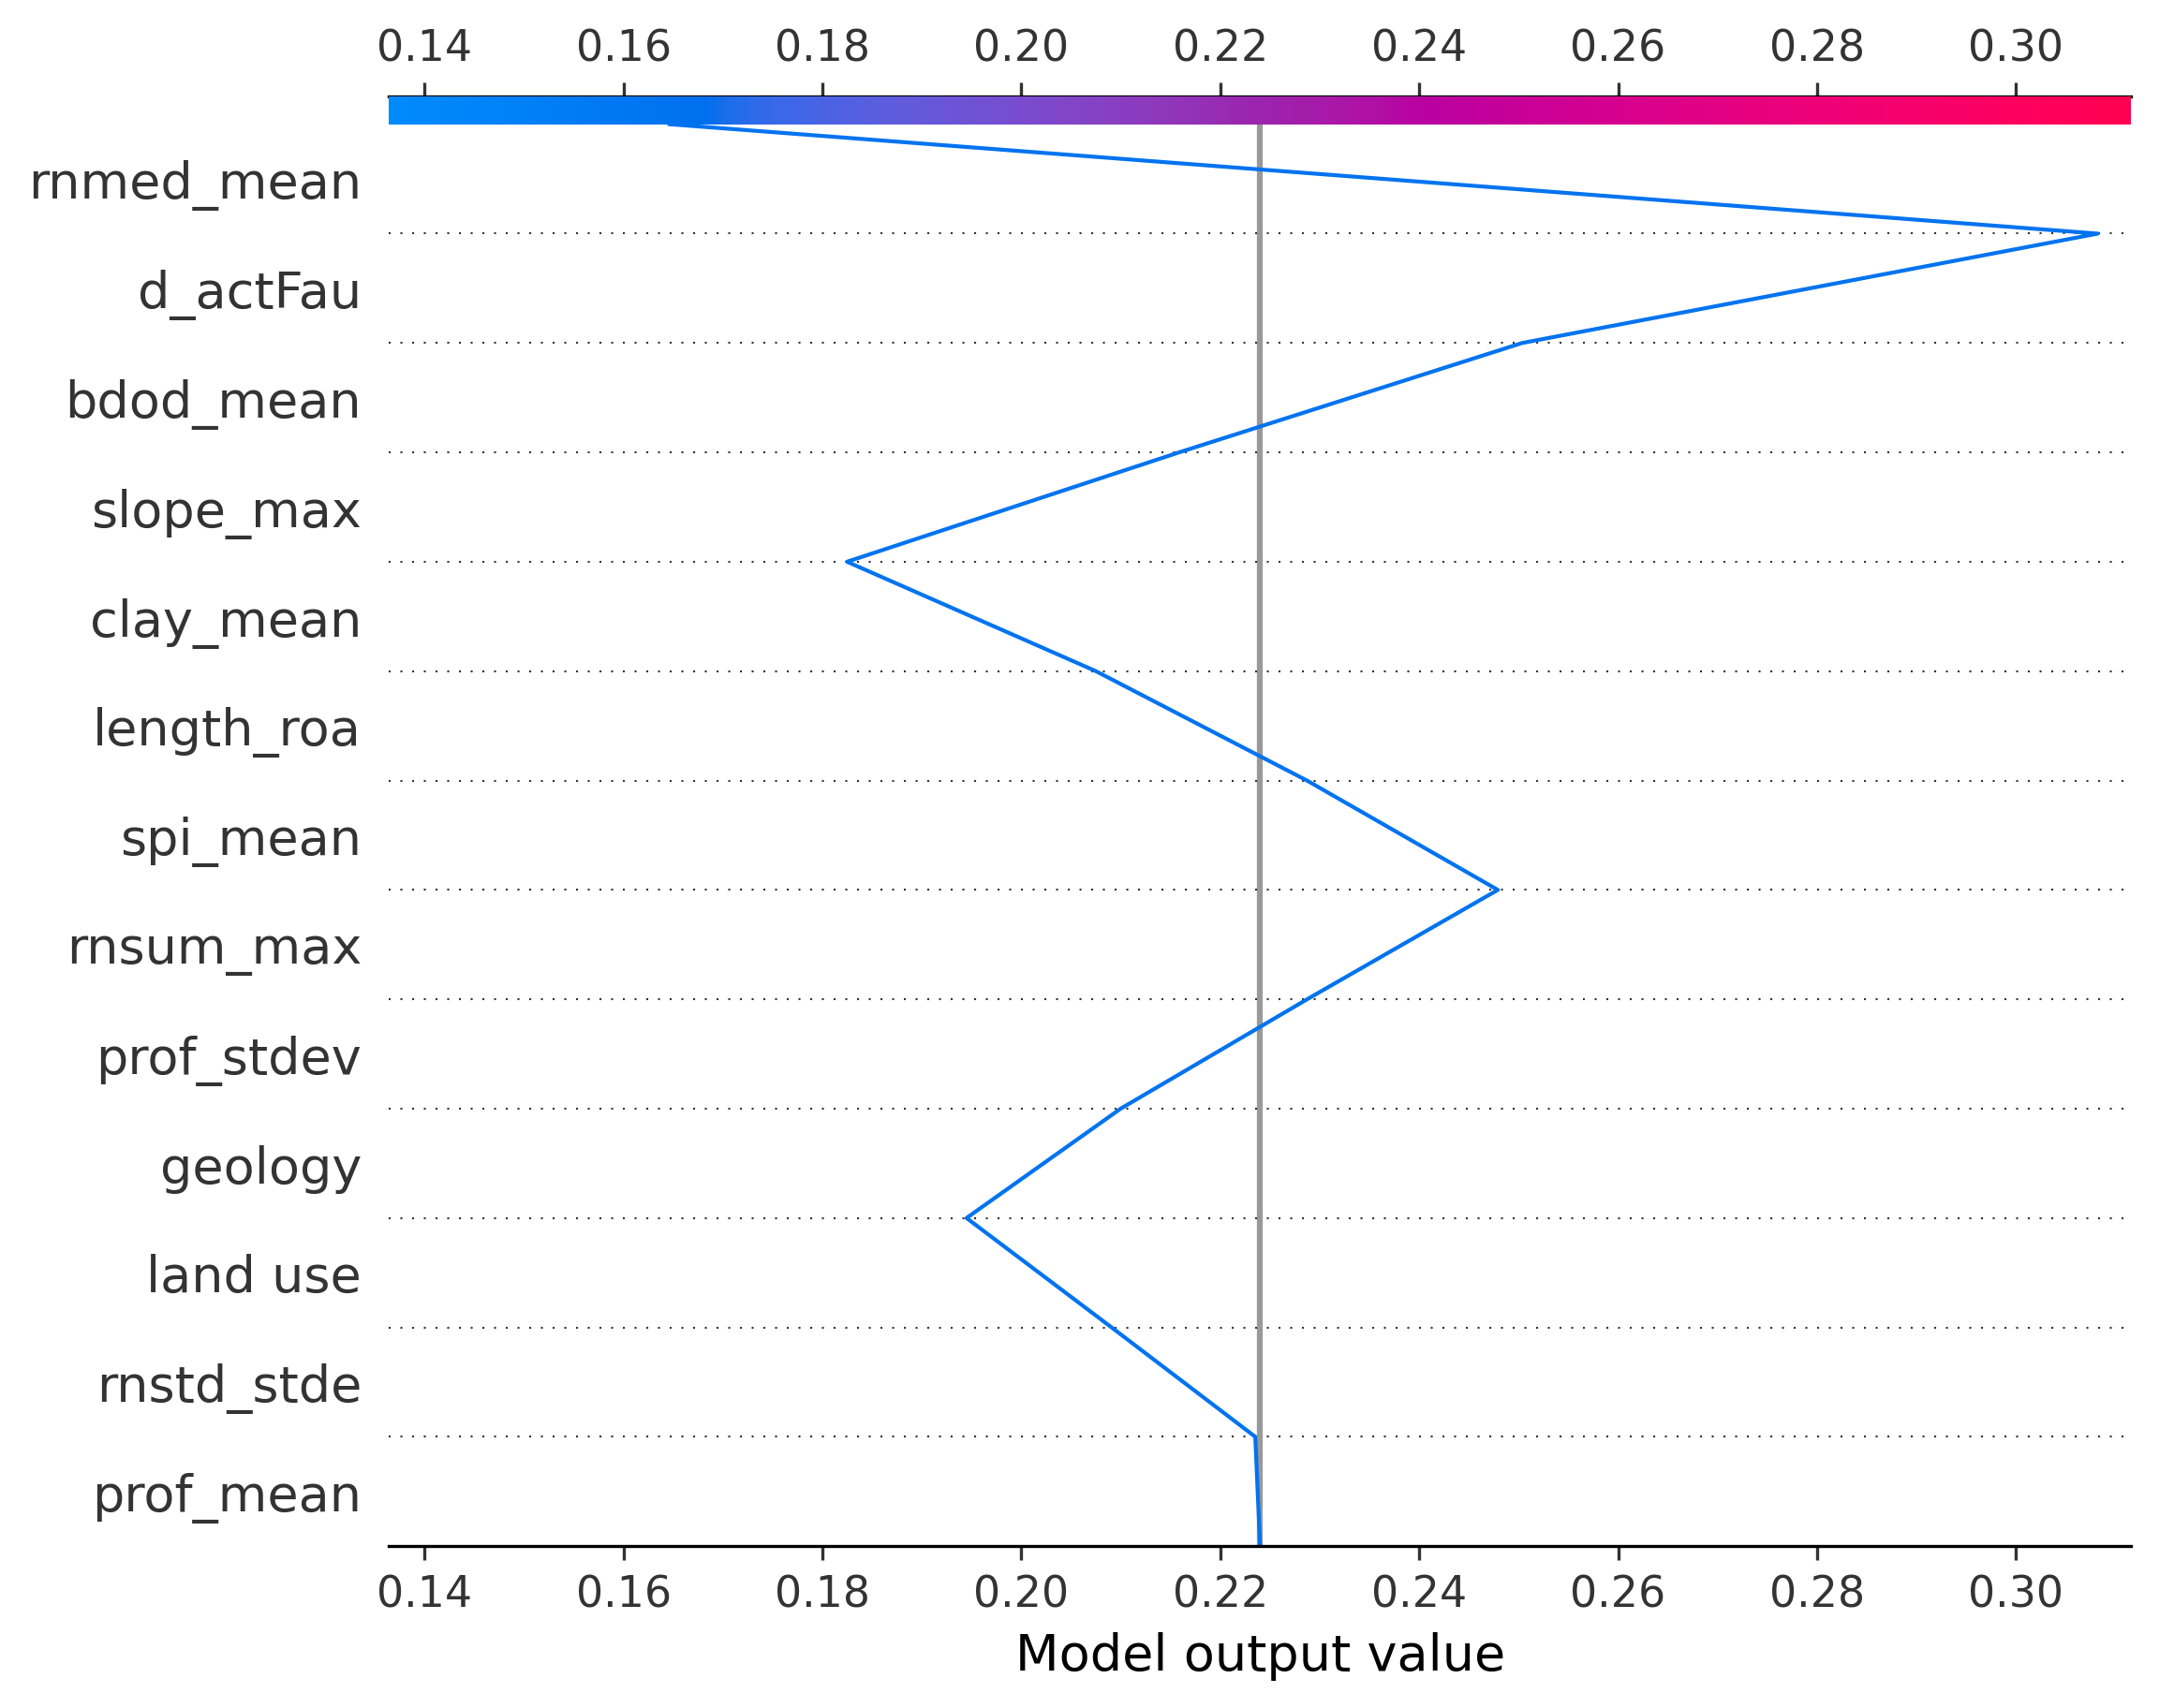 0.14 0.16 0.18 0.20 0.22 0.24 0.26 0.28 0.30
rnmed_mean
d_actFau
bdod_mean
slope_max
clay_mean
length_roa
spi_mean
rnsum_max
prof_stdev
geology
land use
rnstd_stde
prof_mean
0.14 0.16 0.18 0.20 0.22 0.24 0.26 0.28 0.30
Model output value